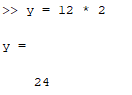 >> y = 12 * 2
y =
24